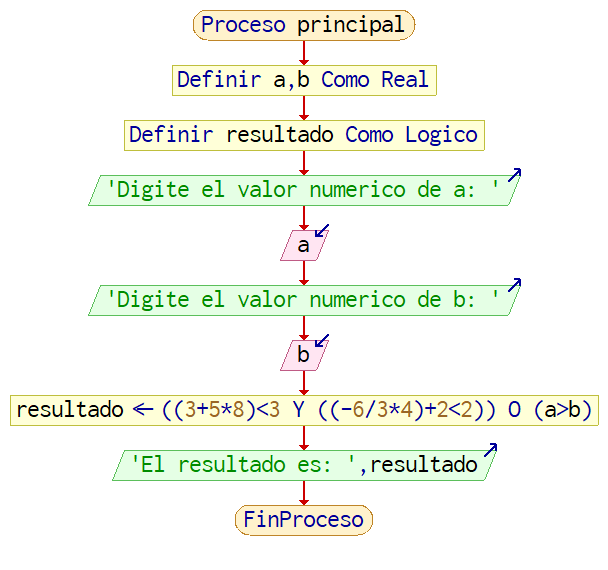 Proceso principal
Definir a,b Como Real
Definir resultado Como Logico
'Digite el valor numerico de a: '
a
'Digite el valor numerico de b: '
b
resultado ← ((3+5*8)<3 Y ((-6/3*4)+2<2)) O (a>b)
'El resultado es: ',resultado
FinProceso